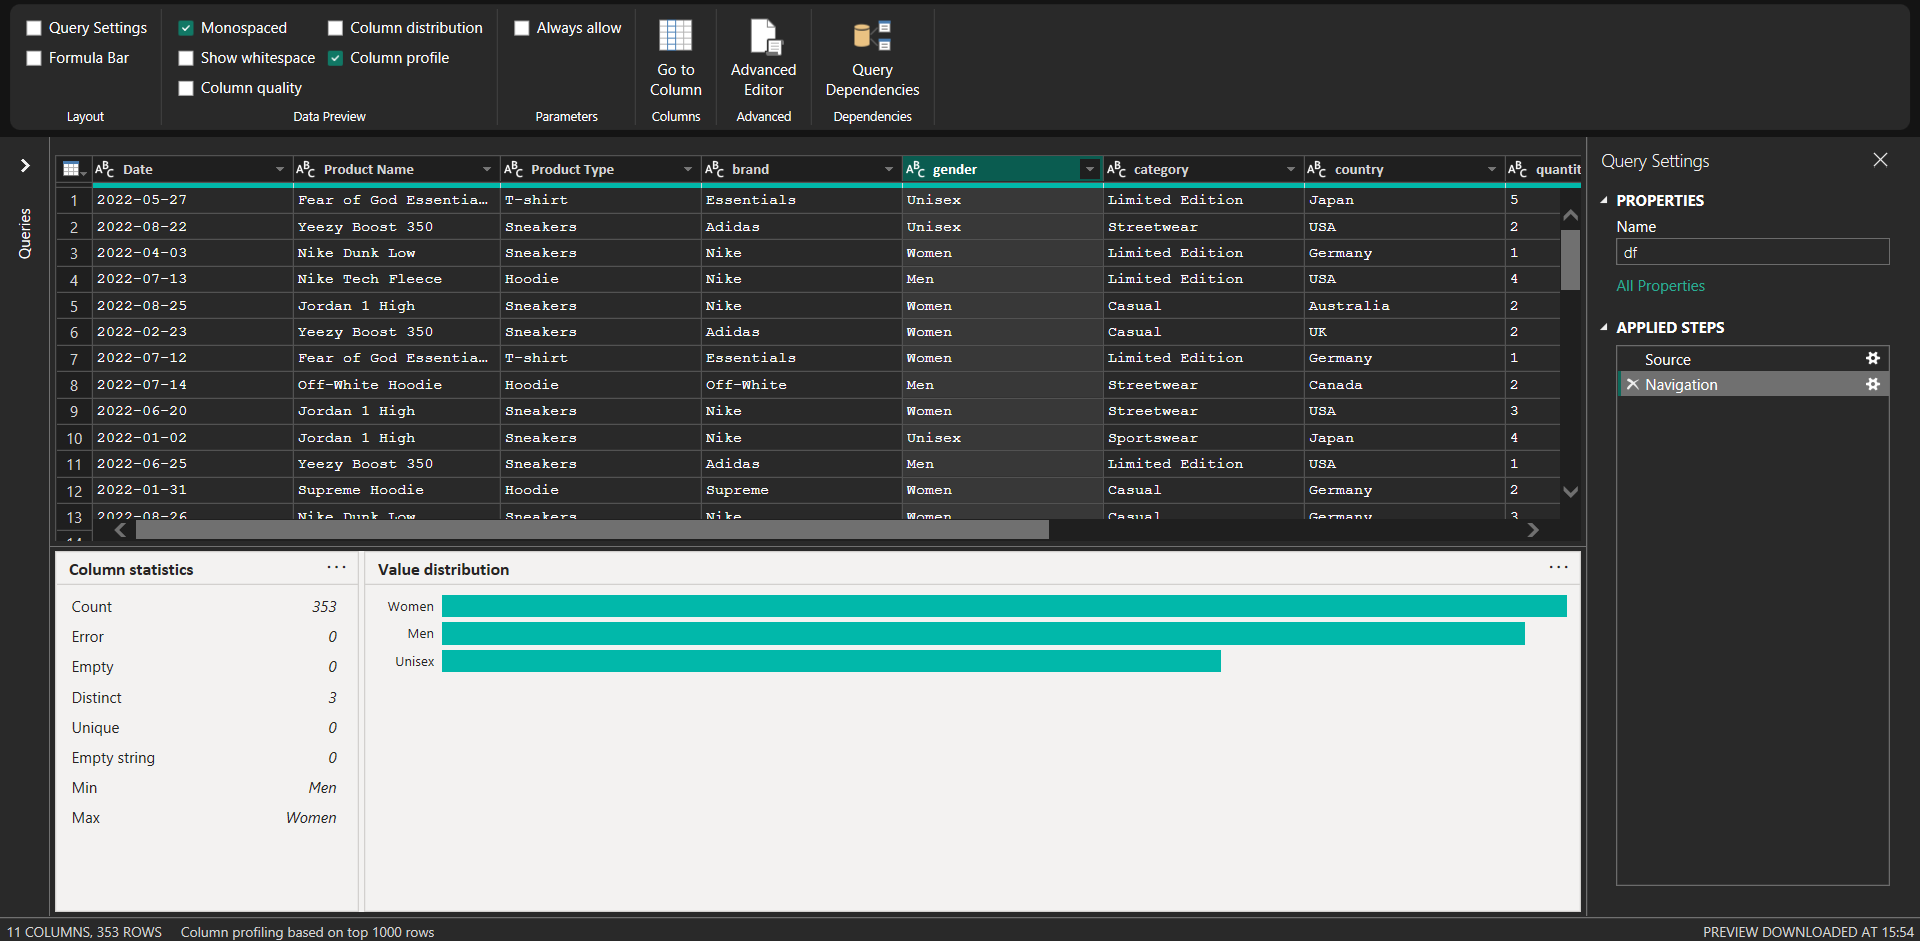 Query Settings
Formula Bar
Layout
Monospaced
Show whitespace
Column quality
Column distribution
Column profile
Data Preview
Always allow
Parameters
Go to
Column
Columns
Advanced
Editor
Advanced
Query
Dependencies
Dependencies
Queries
ABC Date ABC Product Name ABC Product Type ABC brand ABC gender ABC category ABC country ABC quantit
1 2022-05-27 Fear of God Essentia... T-shirt Essentials Unisex Limited Edition Japan 5
2 2022-08-22 Yeezy Boost 350 Sneakers Adidas Unisex Streetwear USA 2
3 2022-04-03 Nike Dunk Low Sneakers Nike Women Limited Edition Germany 1
4 2022-07-13 Nike Tech Fleece Hoodie Nike Men Limited Edition USA 4
5 2022-08-25 Jordan 1 High Sneakers Nike Women Casual Australia 2
6 2022-02-23 Yeezy Boost 350 Sneakers Adidas Women Casual UK 2
7 2022-07-12 Fear of God Essentia... T-shirt Essentials Women Limited Edition Germany 1
8 2022-07-14 Off-White Hoodie Hoodie Off-White Men Streetwear Canada 2
9 2022-06-20 Jordan 1 High Sneakers Nike Women Streetwear USA 3
10 2022-01-02 Jordan 1 High Sneakers Nike Unisex Sportswear Japan 4
11 2022-06-25 Yeezy Boost 350 Sneakers Adidas Men Limited Edition USA 1
12 2022-01-31 Supreme Hoodie Hoodie Supreme Women Casual Germany 2
13 2022-08-26 Nike Dunk Low Sneakers Nike Women Casual Germany 3
14
Query Settings
PROPERTIES
Name
df
All Properties
APPLIED STEPS
Source
Navigation
Column statistics ...
Count 353
Error 0
Empty 0
Distinct 3
Unique 0
Empty string 0
Min Men
Max Women
Value distribution ...
Women
Men
Unisex
11 COLUMNS, 353 ROWS Column profiling based on top 1000 rows
PREVIEW DOWNLOADED AT 15:54